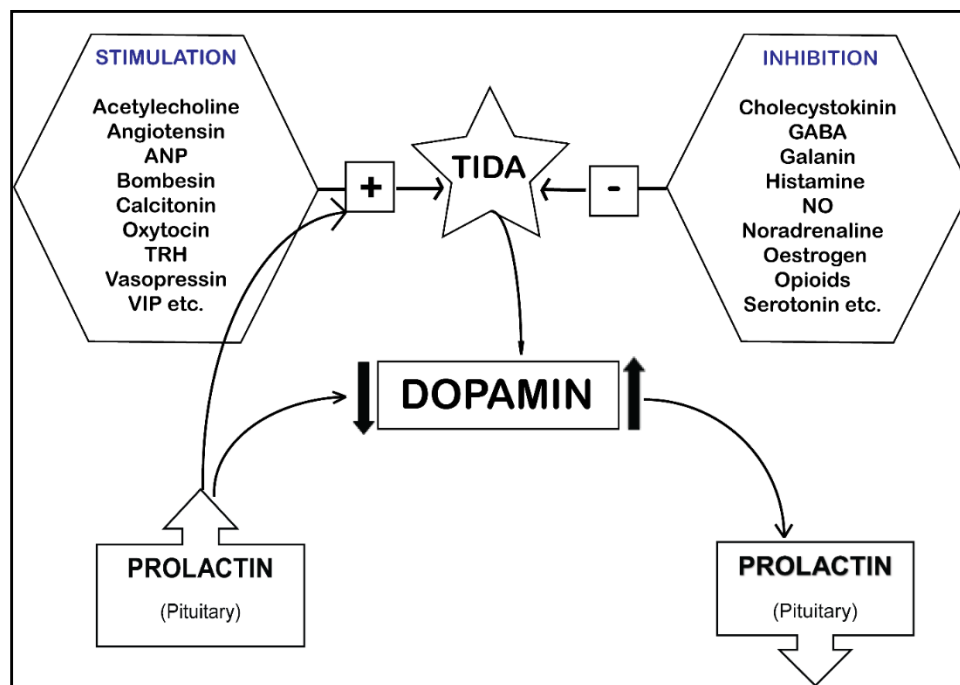 STIMULATION
Acetylecholine
Angiotensin
ANP
Bombesin
Calcitonin
Oxytocin
TRH
Vasopressin
VIP etc.
+
TIDA
-
INHIBITION
Cholecystokinin
GABA
Galanin
Histamine
NO
Noradrenaline
Oestrogen
Opioids
Serotonin etc.
DOPAMIN
PROLACTIN
(Pituitary)
PROLACTIN
(Pituitary)